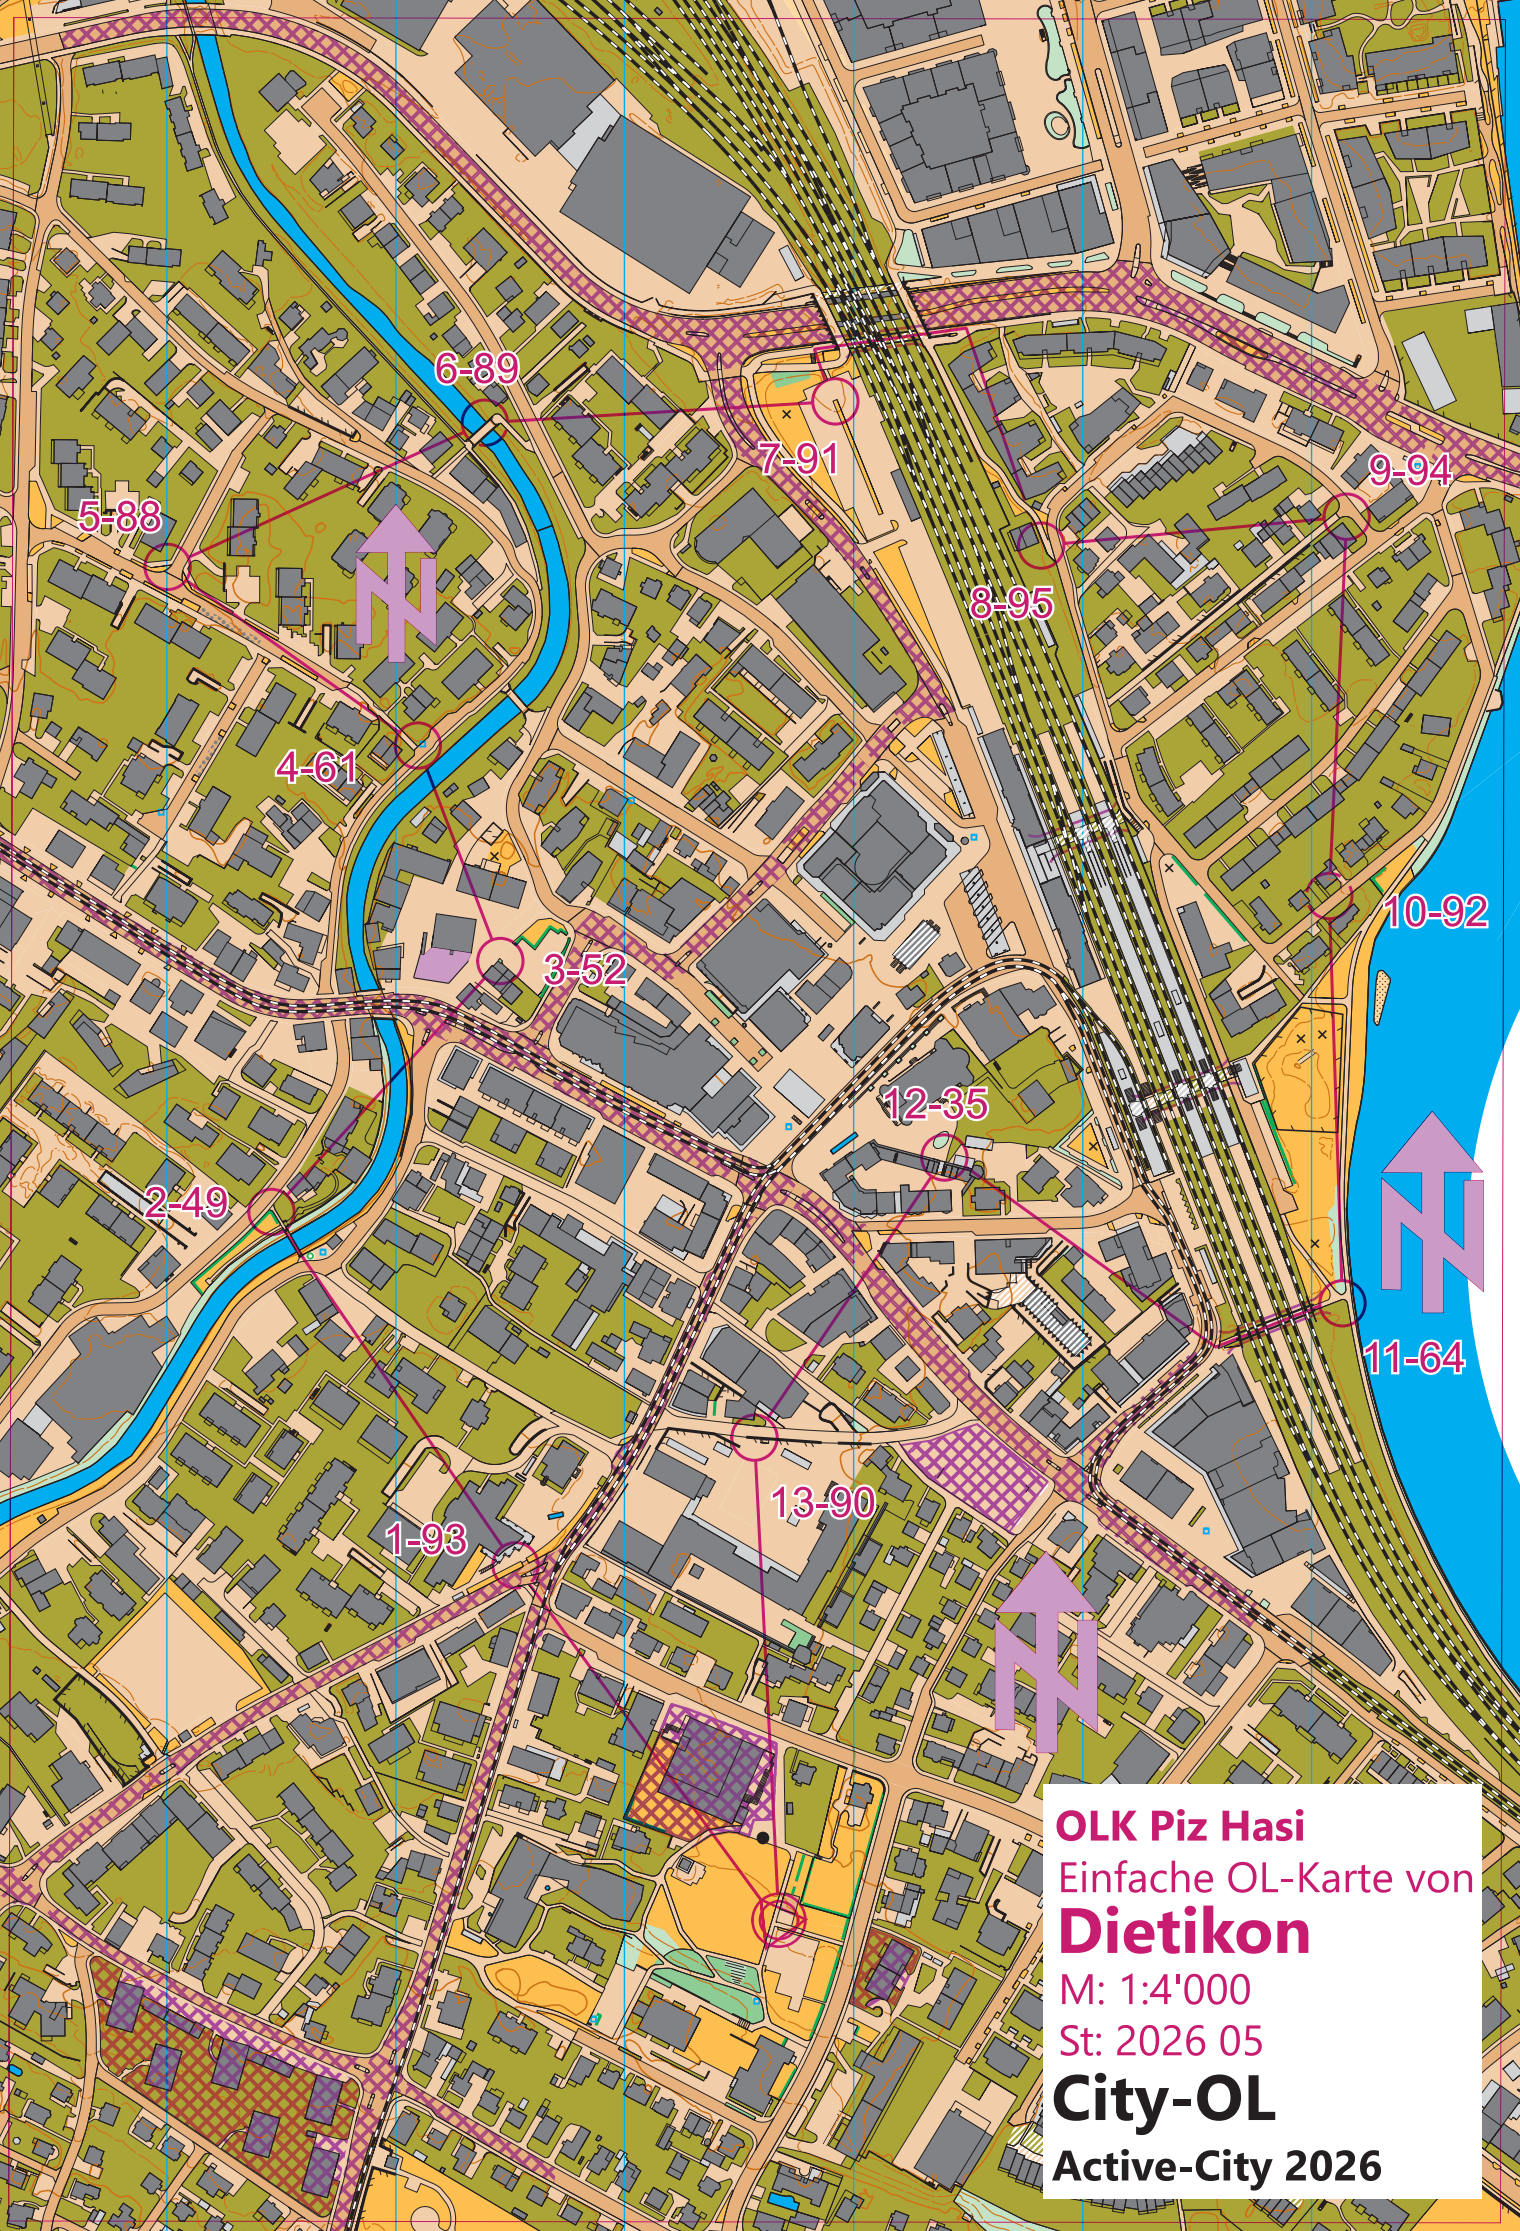 6-89
7-91
9-94
5-88
8-95
4-61
10-92
3-52
12-35
2-49
11-64
13-90
1-93
N
N
N
OLK Piz Hasi
Einfache OL-Karte von
Dietikon
M: 1:4'000
St: 2026 05
City-OL
Active-City 2026